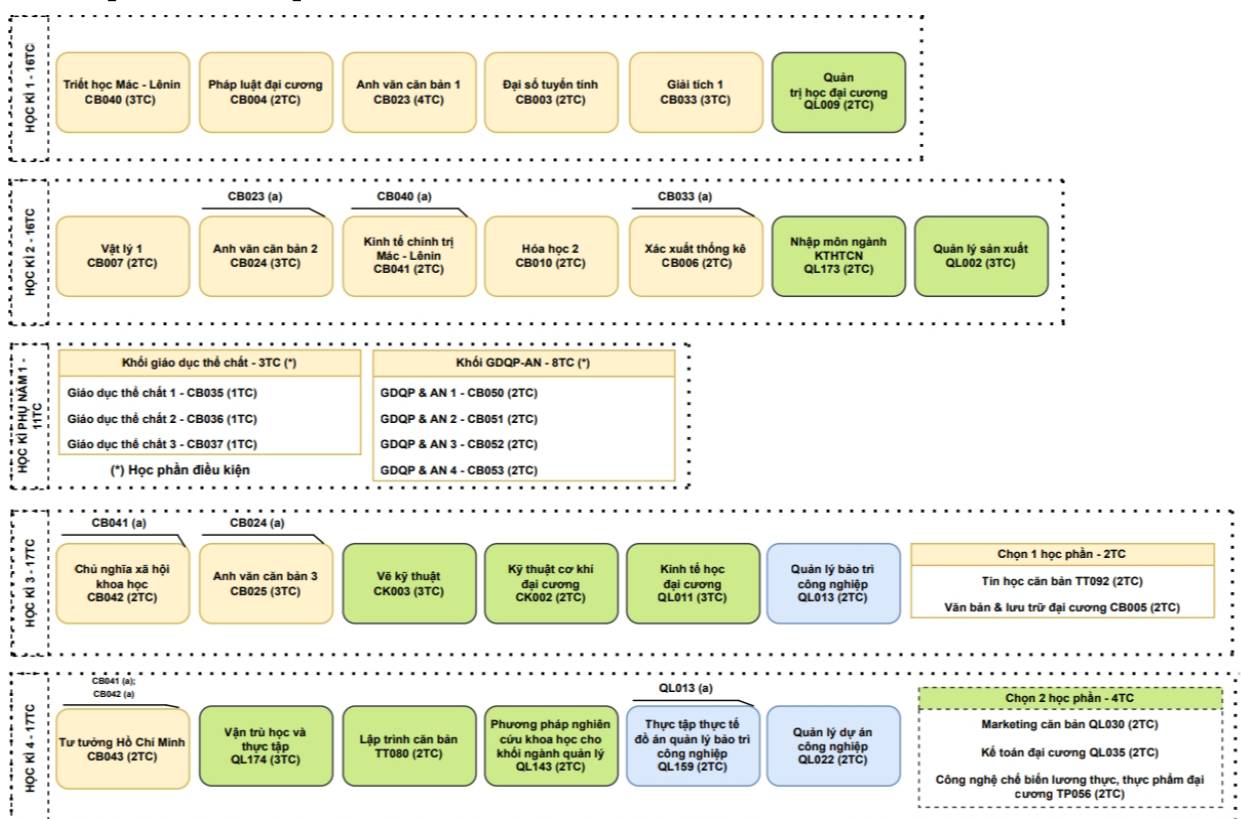 HỌC KÌ 1 - 16TC
Triết học Mác - Lênin
CB040 (3TC)
Pháp luật đại cương
CB004 (2TC)
Anh văn căn bản 1
CB023 (4TC)
Đại số tuyến tính
CB003 (2TC)
Giải tích 1
CB033 (3TC)
Quản
trị học đại cương
QL009 (2TC)
HỌC KÌ 2 - 16TC
Vật lý 1
CB007 (2TC)
CB023 (a)
Anh văn căn bản 2
CB024 (3TC)
CB040 (a)
Kinh tế chính trị
Mác - Lênin
CB041 (2TC)
Hóa học 2
CB010 (2TC)
CB033 (a)
Xác xuất thống kê
CB006 (2TC)
Nhập môn ngành
KTHTCN
QL173 (2TC)
Quản lý sản xuất
QL002 (3TC)
HỌC KÌ PHỤ NĂM 1 -
11TC
Khối giáo dục thể chất - 3TC (*)
Giáo dục thể chất 1 - CB035 (1TC)
Giáo dục thể chất 2 - CB036 (1TC)
Giáo dục thể chất 3 - CB037 (1TC)
(*) Học phần điều kiện
Khối GDQP-AN - 8TC (*)
GDQP & AN 1 - CB050 (2TC)
GDQP & AN 2 - CB051 (2TC)
GDQP & AN 3 - CB052 (2TC)
GDQP & AN 4 - CB053 (2TC)
HỌC KÌ 3 - 17TC
CB041 (a)
Chủ nghĩa xã hội
khoa học
CB042 (2TC)
CB024 (a)
Anh văn căn bản 3
CB025 (3TC)
Vẽ kỹ thuật
CK003 (3TC)
Kỹ thuật cơ khí
đại cương
CK002 (2TC)
Kinh tế học
đại cương
QL011 (3TC)
Quản lý bảo trì
công nghiệp
QL013 (2TC)
Chọn 1 học phần - 2TC
Tin học căn bản TT092 (2TC)
Văn bản & lưu trữ đại cương CB005 (2TC)
HỌC KÌ 4 - 17TC
CB041 (a);
CB042 (a)
Tư tưởng Hồ Chí Minh
CB043 (2TC)
Vận trù học và
thực tập
QL174 (3TC)
Lập trình căn bản
TT080 (2TC)
Phương pháp nghiên
cứu khoa học cho
khối ngành quản lý
QL143 (2TC)
QL013 (a)
Thực tập thực tế
đồ án quản lý bảo trì
công nghiệp
QL159 (2TC)
Quản lý dự án
công nghiệp
QL022 (2TC)
Chọn 2 học phần - 4TC
Marketing căn bản QL030 (2TC)
Kế toán đại cương QL035 (2TC)
Công nghệ chế biến lương thực, thực phẩm đại
cương TP056 (2TC)